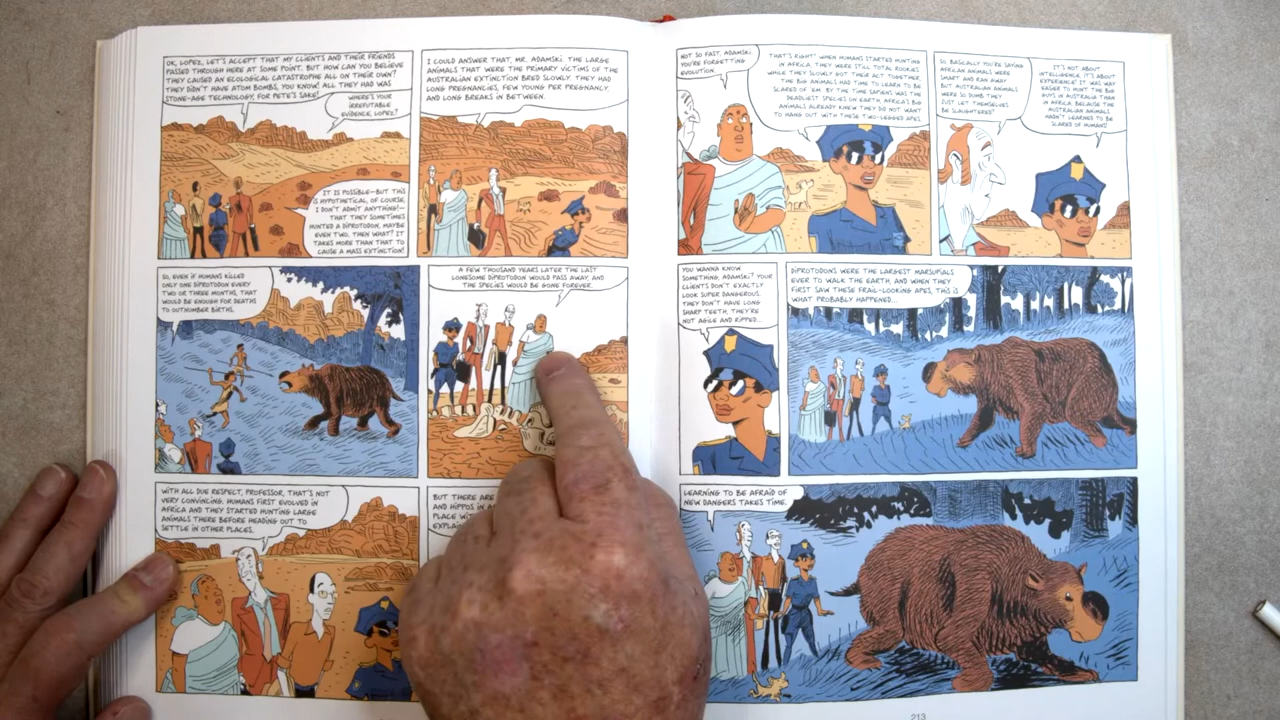 OK, LOPEZ, LET'S ACCEPT THAT MY CLIENTS AND THEIR FRIENDS
PASSED THROUGH HERE AT SOME POINT. BUT HOW CAN YOU BELIEVE
THEY CAUSED AN ECOLOGICAL CATASTROPHE ALL ON THEIR OWN?
THEY DIDN'T HAVE ATOM BOMBS, YOU KNOW! ALL THEY HAD WAS
STONE-AGE TECHNOLOGY, FOR PETE'S SAKE!
WHERE'S YOUR
IRREFUTABLE
EVIDENCE, LOPEZ?
IT IS POSSIBLE—BUT THIS
IS HYPOTHETICAL, OF COURSE,
I DON'T ADMIT ANYTHING!—
THAT THEY SOMETIMES
HUNTED A DIPROTODON, MAYBE
EVEN TWO. THEN WHAT? IT
TAKES MORE THAN THAT TO
CAUSE A MASS EXTINCTION!
I COULD ANSWER THAT, MR. ADAMSKI. THE LARGE
ANIMALS THAT WERE THE PRIMARY VICTIMS OF THE
AUSTRALIAN EXTINCTION BRED SLOWLY. THEY HAD
LONG PREGNANCIES, FEW YOUNG PER PREGNANCY,
AND LONG BREAKS IN BETWEEN.
SO, EVEN IF HUMANS KILLED
ONLY ONE DIPROTODON EVERY
TWO OR THREE MONTHS, THAT
WOULD BE ENOUGH FOR DEATHS
TO OUTNUMBER BIRTHS.
A FEW THOUSAND YEARS LATER THE LAST
LONESOME DIPROTODON WOULD PASS AWAY, AND
THE SPECIES WOULD BE GONE FOREVER.
WITH ALL DUE RESPECT, PROFESSOR, THAT'S NOT
VERY CONVINCING. HUMANS FIRST EVOLVED IN
AFRICA AND THEY STARTED HUNTING LARGE
ANIMALS THERE BEFORE HEADING OUT TO
SETTLE IN OTHER PLACES.
BUT THERE ARE
AND HIPPOS IN
PLACE
EXPLAIN
NOT SO FAST, ADAMSKI.
YOU'RE FORGETTING
EVOLUTION.
THAT'S RIGHT! WHEN HUMANS STARTED HUNTING
IN AFRICA, THEY WERE STILL TOTAL ROOKIES.
WHILE THEY SLOWLY GOT THEIR ACT TOGETHER,
THE BIG ANIMALS HAD TIME TO LEARN TO BE
SCARED OF 'EM. BY THE TIME SAPIENS WAS THE
DEADLIEST SPECIES ON EARTH, AFRICA'S BIG
ANIMALS ALREADY KNEW THEY DID NOT WANT
TO HANG OUT WITH THESE TWO-LEGGED APES.
SO, BASICALLY YOU'RE SAYING
AFRICAN ANIMALS WERE
SMART AND RAN AWAY
BUT AUSTRALIAN ANIMALS
WERE SO DUMB THEY
JUST LET THEMSELVES
BE SLAUGHTERED?
IT'S NOT ABOUT
INTELLIGENCE, IT'S ABOUT
EXPERIENCE! IT WAS WAY
EASIER TO HUNT THE BIG
GUYS IN AUSTRALIA THAN
IN AFRICA, BECAUSE THE
AUSTRALIAN ANIMALS
HADN'T LEARNED TO BE
SCARED OF HUMANS!
YOU WANNA KNOW
SOMETHING, ADAMSKI? YOUR
CLIENTS DON'T EXACTLY
LOOK SUPER DANGEROUS.
THEY DON'T HAVE LONG
SHARP TEETH, THEY'RE
NOT AGILE AND RIPPED...
DIPROTODONS WERE THE LARGEST MARSUPIALS
EVER TO WALK THE EARTH, AND WHEN THEY
FIRST SAW THESE FRAIL-LOOKING APES, THIS IS
WHAT PROBABLY HAPPENED...
LEARNING TO BE AFRAID OF
NEW DANGERS TAKES TIME.
213